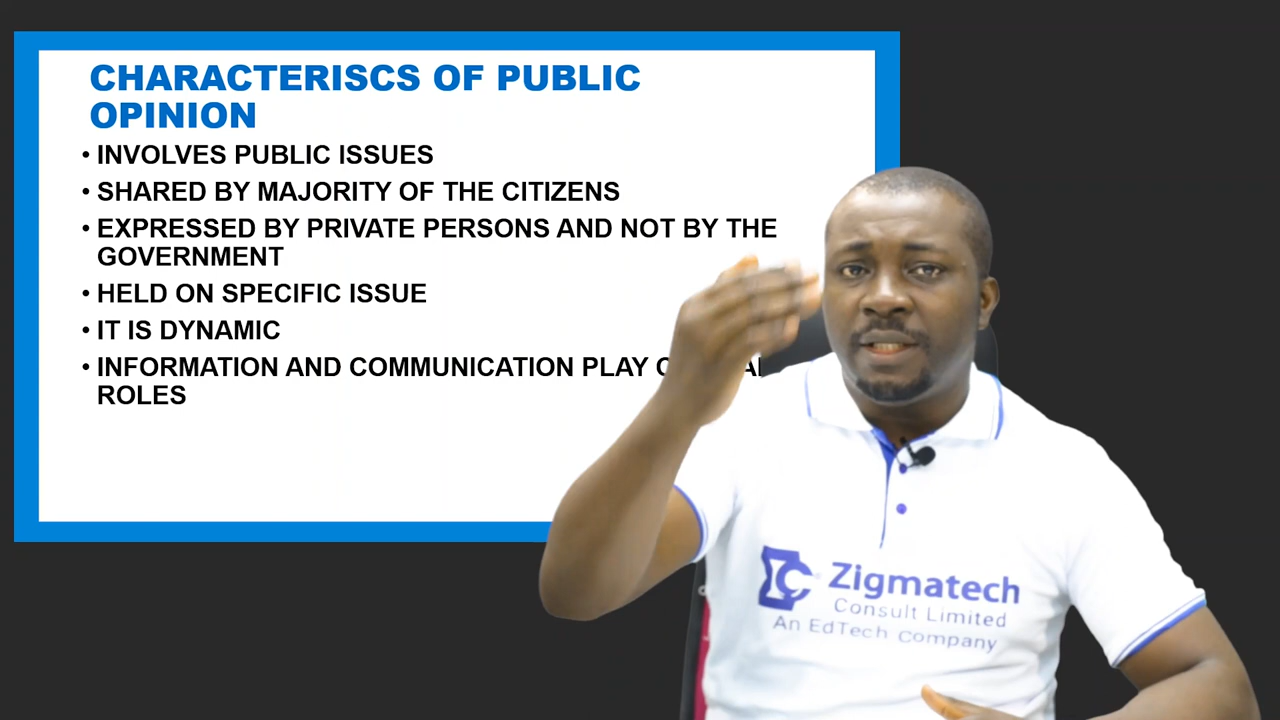 CHARACTERISCS OF PUBLIC
OPINION
• INVOLVES PUBLIC ISSUES
• SHARED BY MAJORITY OF THE CITIZENS
• EXPRESSED BY PRIVATE PERSONS AND NOT BY THE
GOVERNMENT
• HELD ON SPECIFIC ISSUE
• IT IS DYNAMIC
• INFORMATION AND COMMUNICATION PLAY
ROLES
Zigmatech
Consult Limited
An EdTech Company